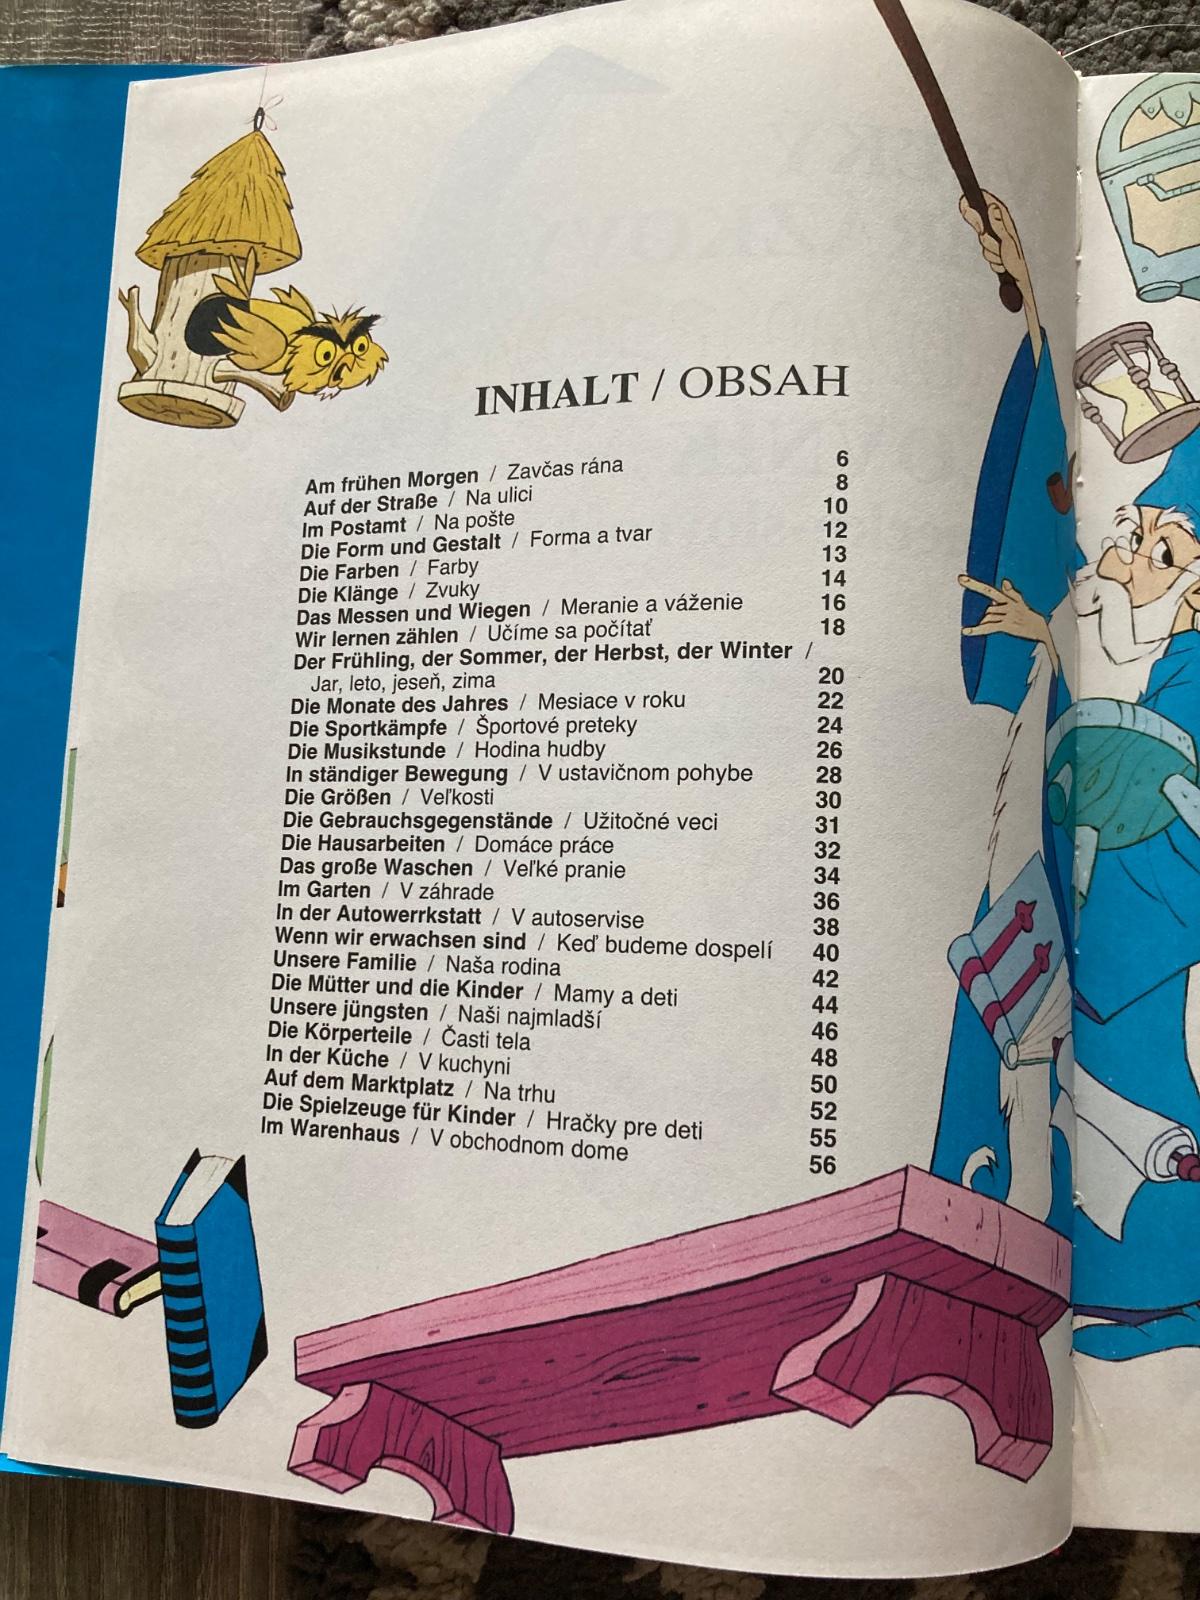 INHALT / OBSAH
Am frühen Morgen / Zavčas rána 6
Auf der Straße / Na ulici 8
Im Postamt / Na pošte 10
Die Form und Gestalt / Forma a tvar 12
Die Farben / Farby 13
Die Klänge / Zvuky 14
Das Messen und Wiegen / Meranie a váženie 16
Wir lernen zählen / Učíme sa počítať 18
Der Frühling, der Sommer, der Herbst, der Winter /
Jar, leto, jeseň, zima 20
Die Monate des Jahres / Mesiace v roku 22
Die Sportkämpfe / Športové preteky 24
Die Musikstunde / Hodina hudby 26
In ständiger Bewegung / V ustavičnom pohybe 28
Die Größen / Veľkosti 30
Die Gebrauchsgegenstände / Užitočné veci 31
Die Hausarbeiten / Domáce práce 32
Das große Waschen / Veľké pranie 34
Im Garten / V záhrade 36
In der Autowerrkstatt / V autoservise 38
Wenn wir erwachsen sind / Keď budeme dospelí 40
Unsere Familie / Naša rodina 42
Die Mütter und die Kinder / Mamy a deti 44
Unsere jüngsten / Naši najmladší 46
Die Körperteile / Časti tela 48
In der Küche / V kuchyni 50
Auf dem Marktplatz / Na trhu 52
Die Spielzeuge für Kinder / Hračky pre deti 55
Im Warenhaus / V obchodnom dome 56